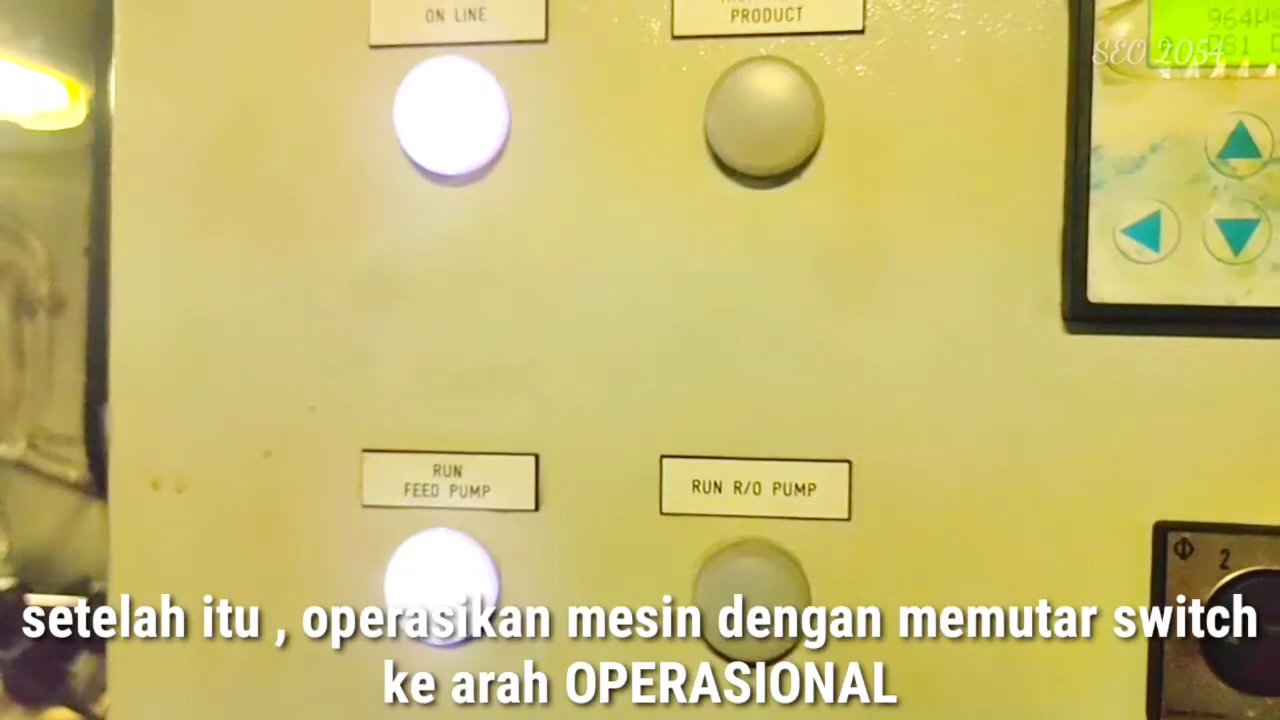 ON LINE
PRODUCT
964µS
SEO 2054
RUN
FEED PUMP
RUN R/O PUMP
2
setelah itu , operasikan mesin dengan memutar switch
ke arah OPERASIONAL